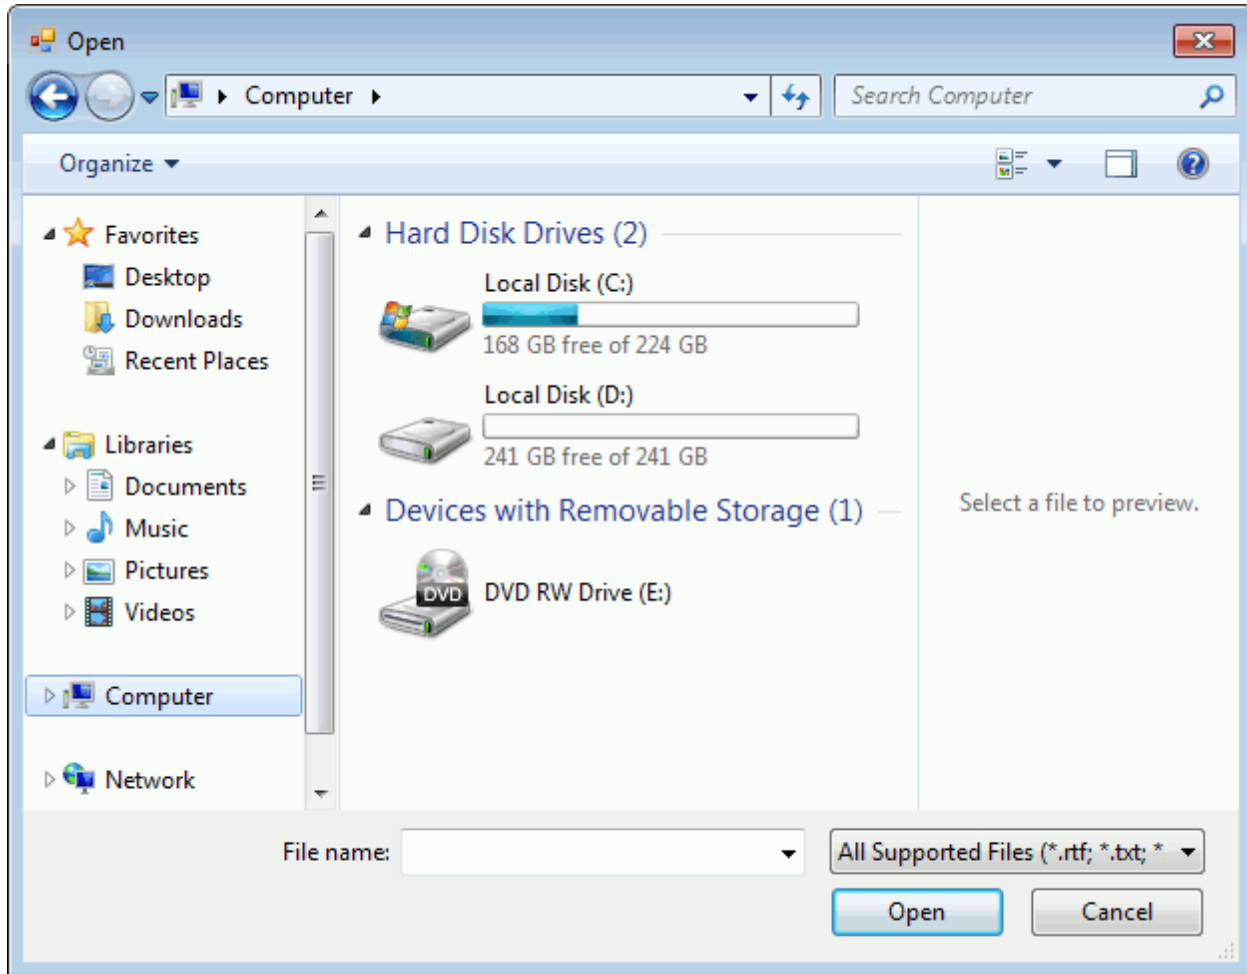 Open
Computer
Search Computer
Organize
Favorites
Desktop
Downloads
Recent Places
Libraries
Documents
Music
Pictures
Videos
Computer
Network
Hard Disk Drives (2)
Local Disk (C:)
168 GB free of 224 GB
Local Disk (D:)
241 GB free of 241 GB
Devices with Removable Storage (1)
DVD
DVD RW Drive (E:)
Select a file to preview.
File name:
All Supported Files (*.rtf; *.txt; *
Open
Cancel